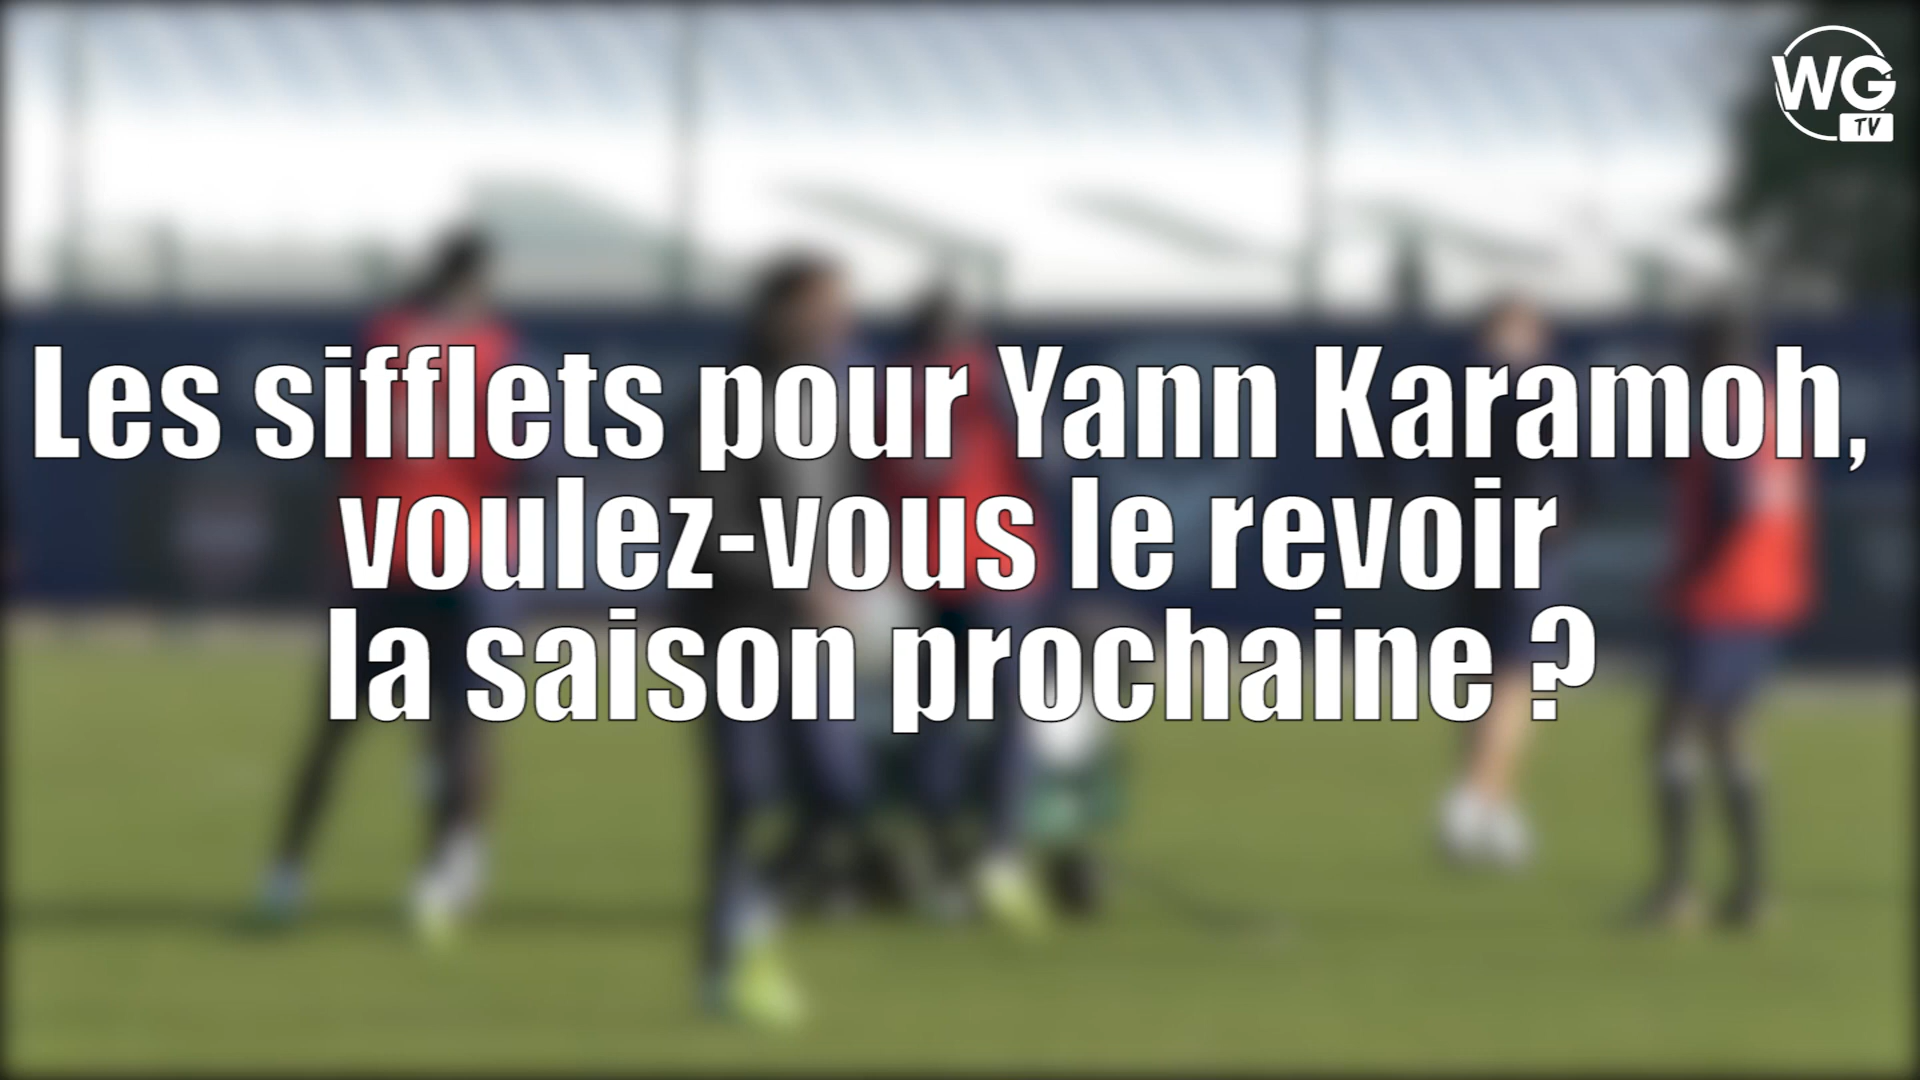 WG
TV
Les sifflets pour Yann Karamoh,
voulez-vous le revoir
la saison prochaine ?